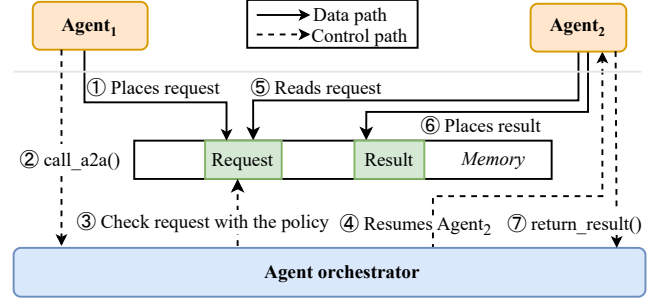 Agent₁
Data path
Control path
Agent₂
① Places request
⑤ Reads request
⑥ Places result
② call_a2a()
Request
Result
Memory
③ Check request with the policy
④ Resumes Agent₂
⑦ return_result()
Agent orchestrator